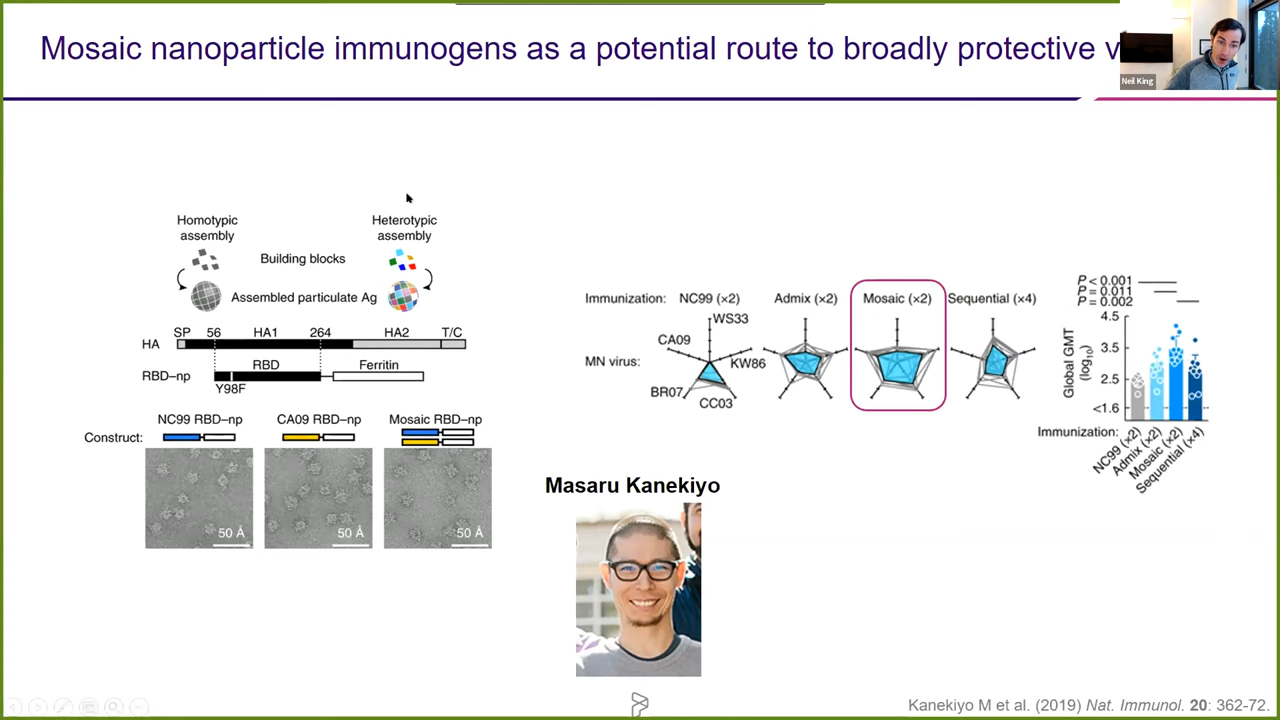 Mosaic nanoparticle immunogens as a potential route to broadly protective v
Neil King
Homotypic
assembly
Heterotypic
assembly
Building blocks
Assembled particulate Ag
SP 56 HA1 264 HA2 T/C
HA
RBD Ferritin
RBD–np
Y98F
NC99 RBD–np CA09 RBD–np Mosaic RBD–np
Construct:
50 Å 50 Å 50 Å
Immunization: NC99 (×2) Admix (×2) Mosaic (×2) Sequential (×4)
WS33
CA09
MN virus:
KW86
BR07
CC03
P < 0.001
P = 0.011
P = 0.002
4.5
3.5
2.5
<1.6
Global GMT
(log10)
Immunization:
NC99 (×2)
Admix (×2)
Mosaic (×2)
Sequential (×4)
Masaru Kanekiyo
Kanekiyo M et al. (2019) Nat. Immunol. 20: 362-72.